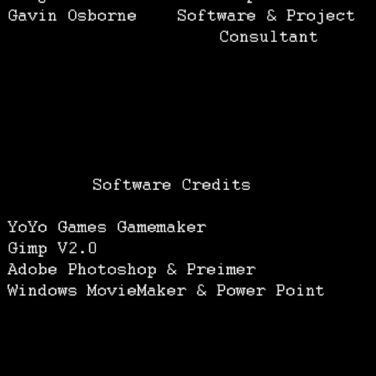 Gavin Osborne Software & Project
Consultant
Software Credits
YoYo Games Gamemaker
Gimp V2.0
Adobe Photoshop & Preimer
Windows MovieMaker & Power Point